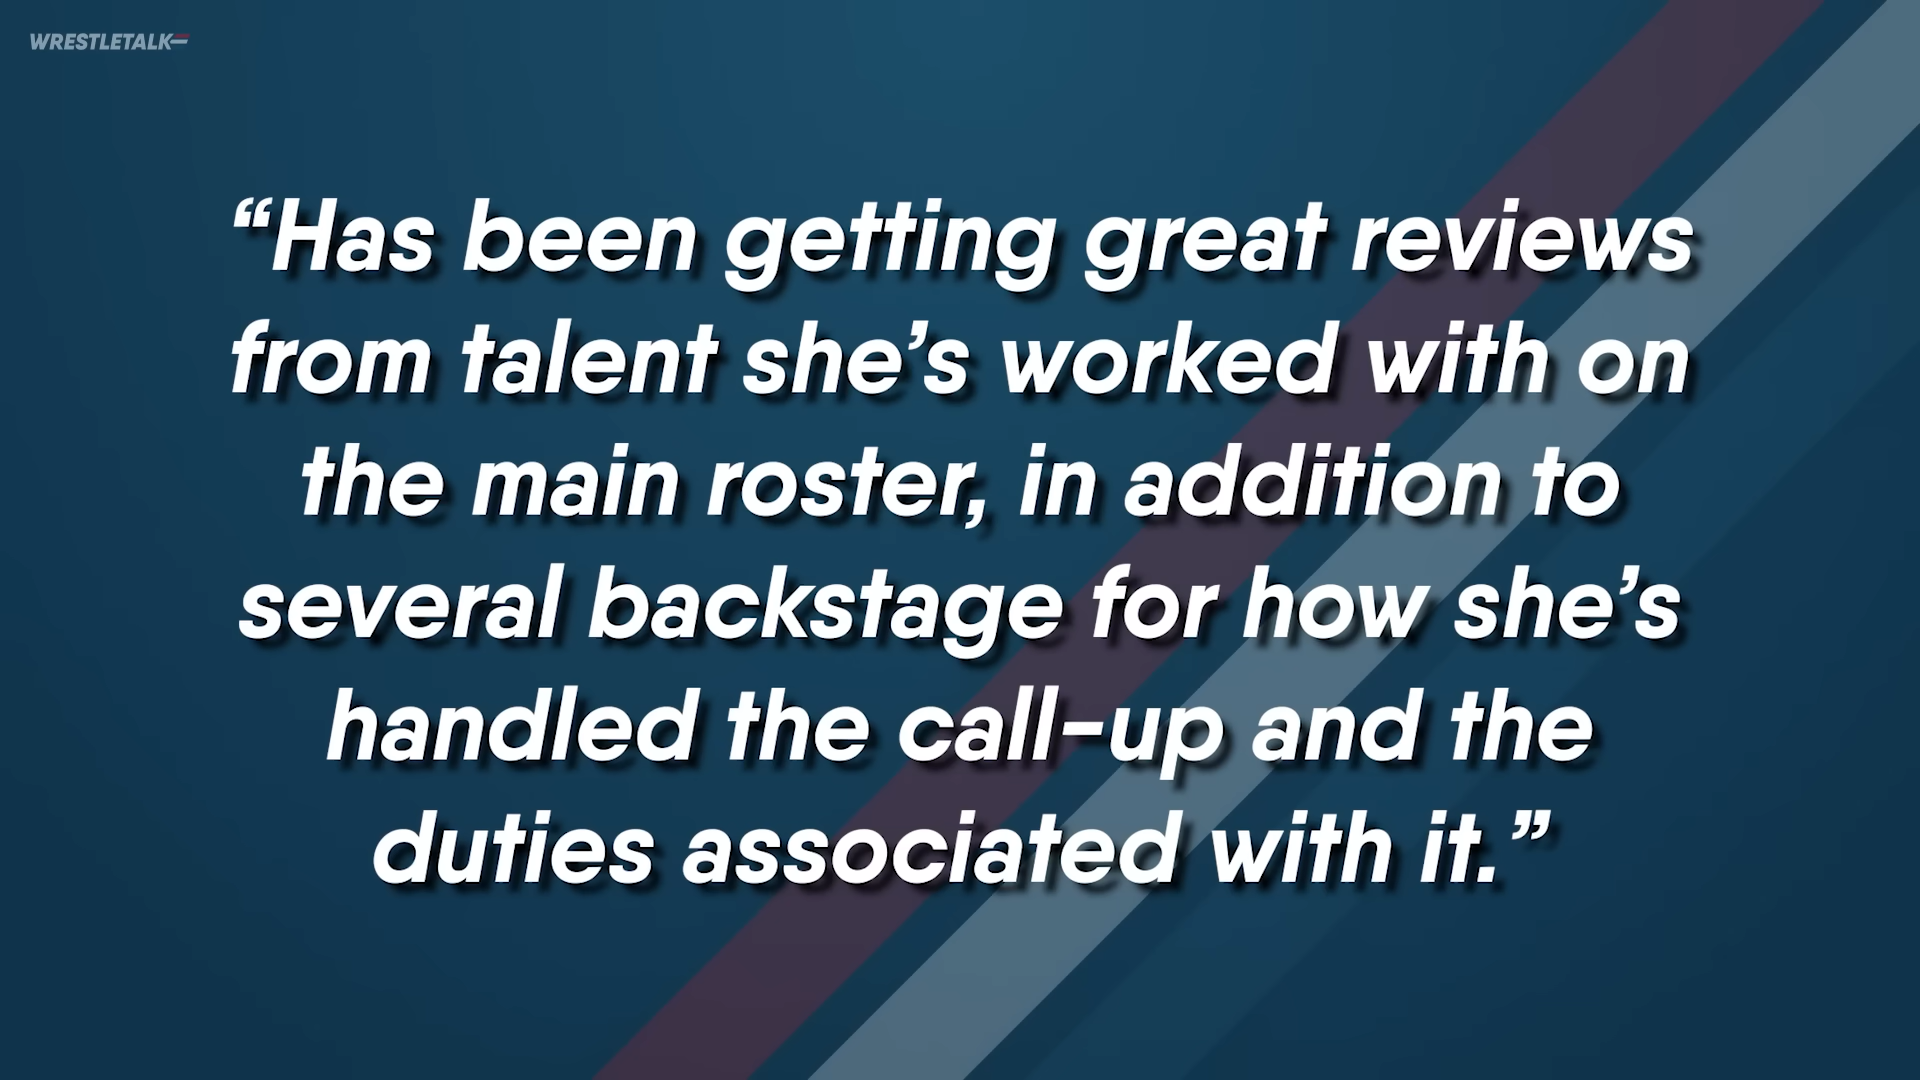 WRESTLETALK
“Has been getting great reviews
from talent she’s worked with on
the main roster, in addition to
several backstage for how she’s
handled the call-up and the
duties associated with it.”